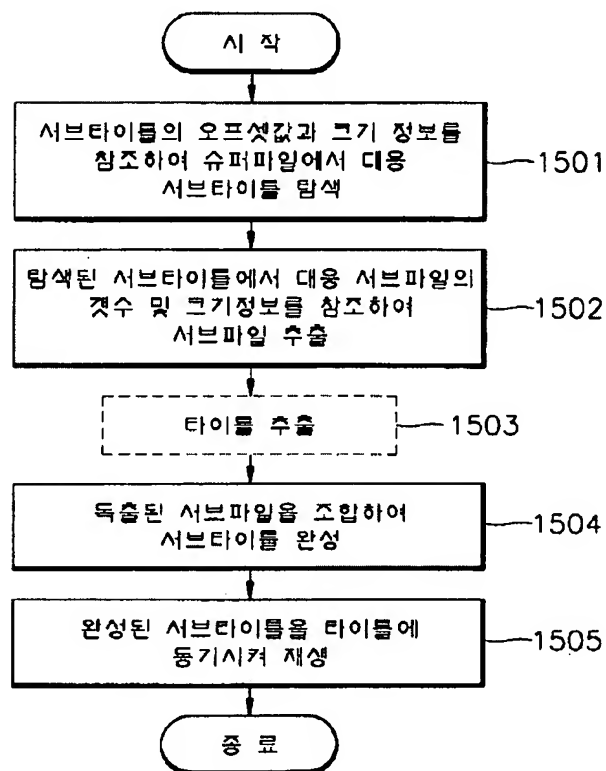 시 작
서브타이틀의 오프셋값과 크기 정보를
참조하여 슈퍼파일에서 대응
서브타이틀 탐색
1501
탐색된 서브타이틀에서 대응 서브파일의
갯수 및 크기정보를 참조하여
서브파일 추출
1502
타이틀 추출
1503
독출된 서브파일을 조합하여
서브타이틀 완성
1504
완성된 서브타이틀을 타이틀에
동기시켜 재생
1505
종 료